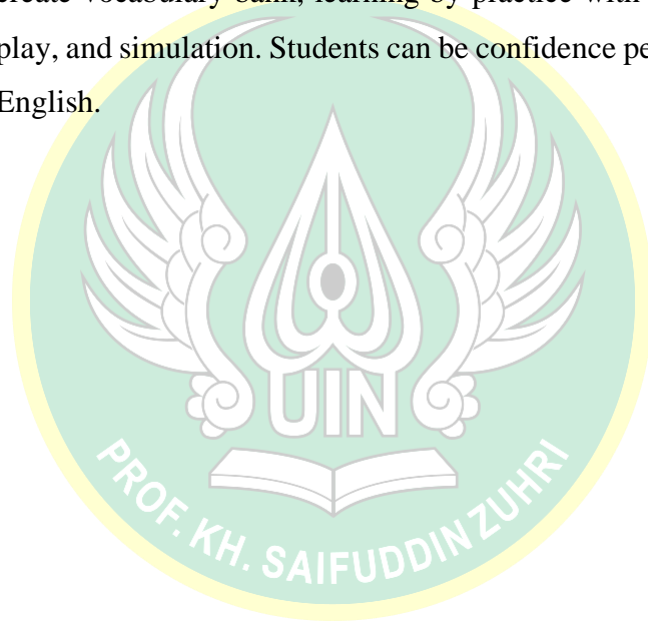 create vocabulary bank, learning by practice with
play, and simulation. Students can be confidence pe
English.
UIN
PROF. KH. SAIFUDDIN ZUHRI